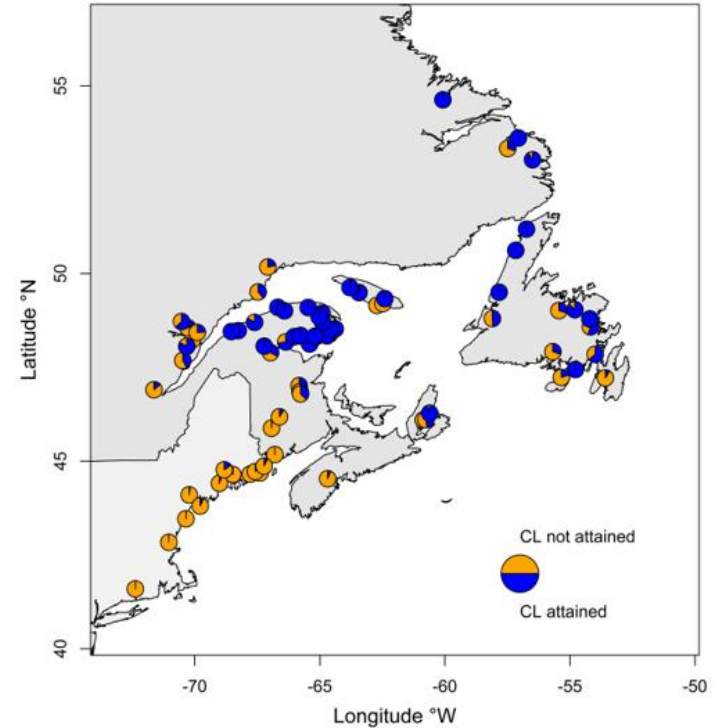 55
50
45
40
Latitude °N
CL not attained
CL attained
-70 -65 -60 -55 -50
Longitude °W